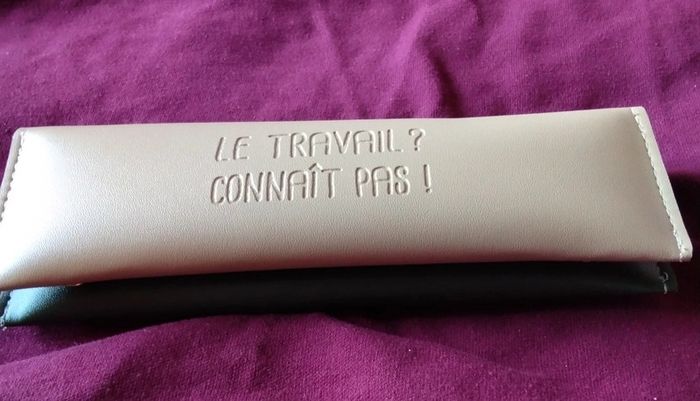 LE TRAVAIL ?
CONNAÎT PAS !